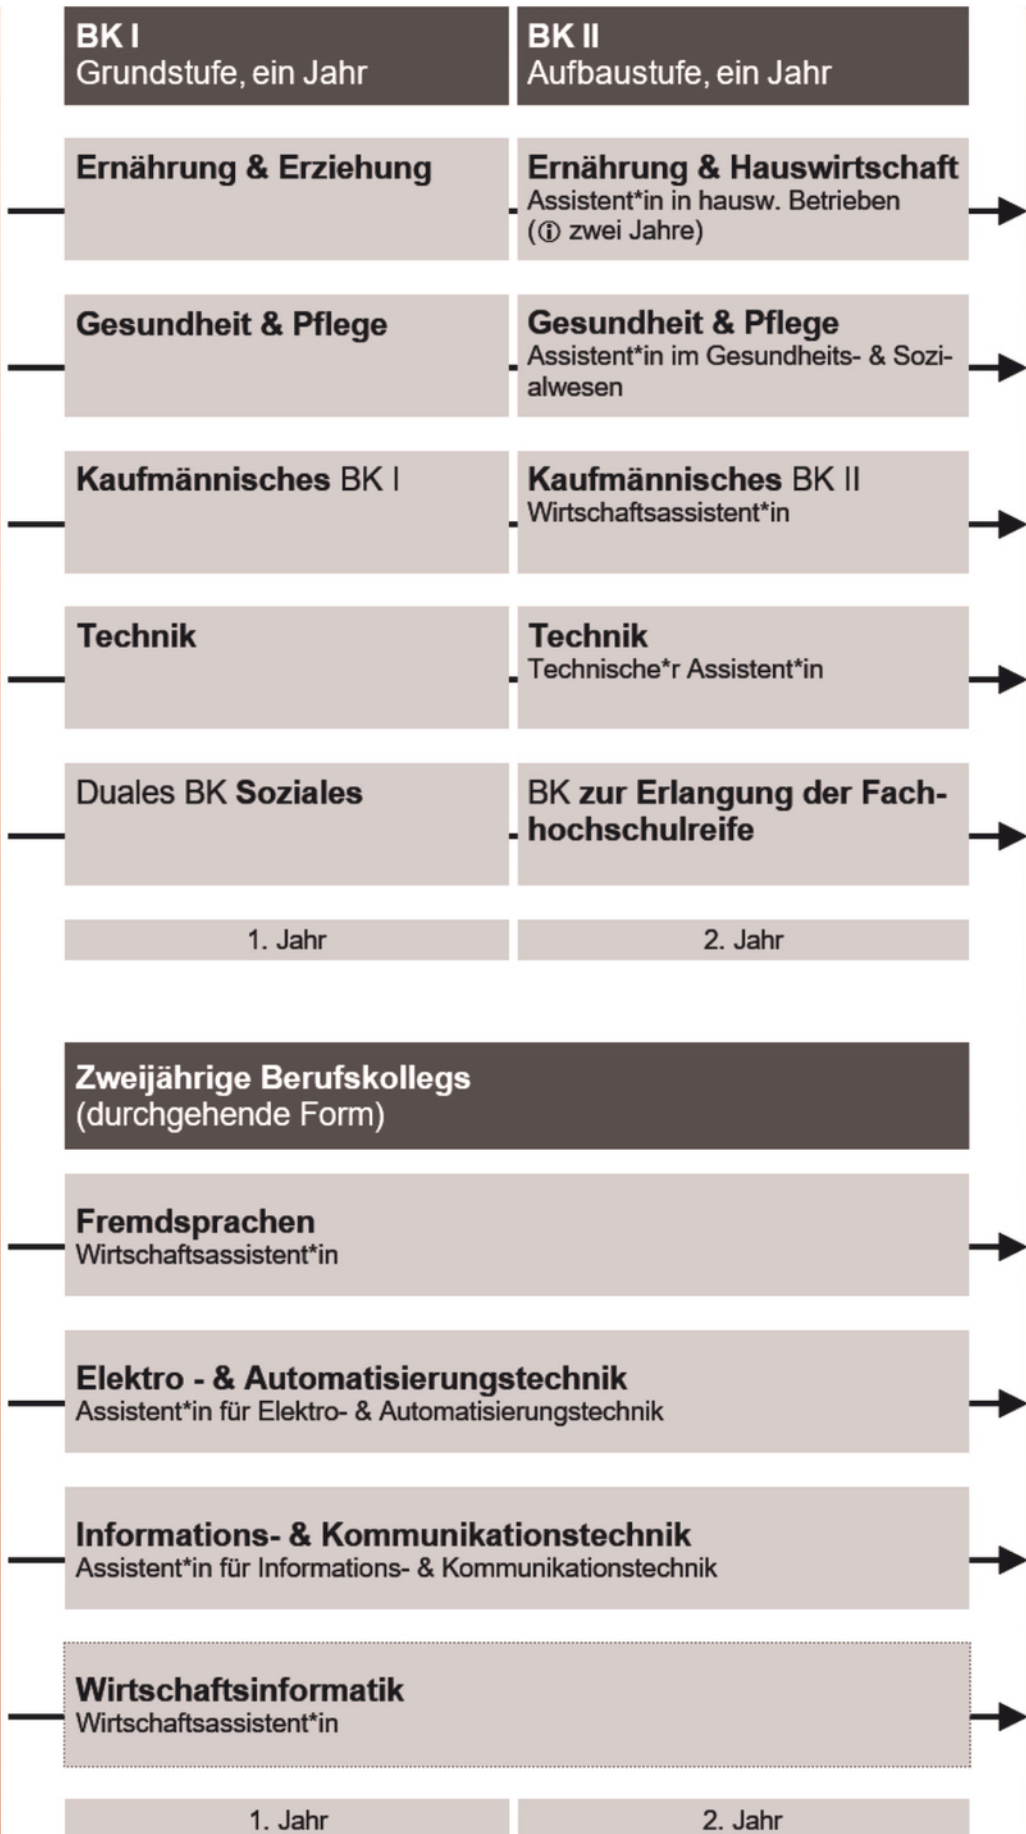 BK I
Grundstufe, ein Jahr
BK II
Aufbaustufe, ein Jahr
Ernährung & Erziehung
Ernährung & Hauswirtschaft
Assistent*in in hausw. Betrieben
(ⓘ zwei Jahre)
Gesundheit & Pflege
Gesundheit & Pflege
Assistent*in im Gesundheits- & Sozi-
alwesen
Kaufmännisches BK I
Kaufmännisches BK II
Wirtschaftsassistent*in
Technik
Technik
Technische*r Assistent*in
Duales BK Soziales
BK zur Erlangung der Fach-
hochschulreife
1. Jahr
2. Jahr
Zweijährige Berufskollegs
(durchgehende Form)
Fremdsprachen
Wirtschaftsassistent*in
Elektro - & Automatisierungstechnik
Assistent*in für Elektro- & Automatisierungstechnik
Informations- & Kommunikationstechnik
Assistent*in für Informations- & Kommunikationstechnik
Wirtschaftsinformatik
Wirtschaftsassistent*in
1. Jahr
2. Jahr